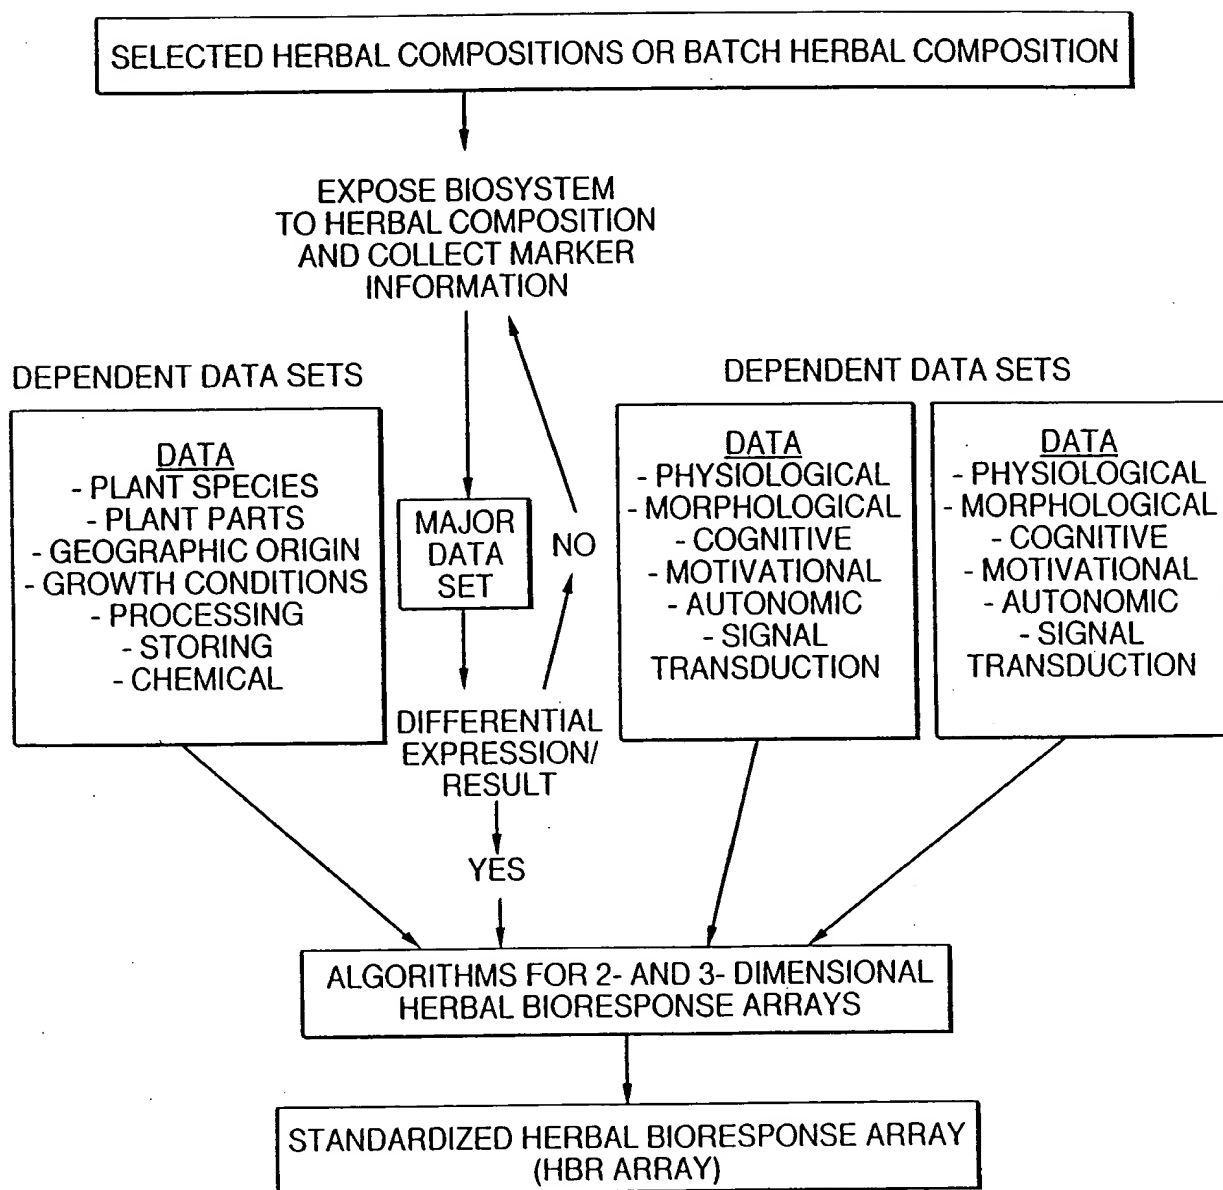 SELECTED HERBAL COMPOSITIONS OR BATCH HERBAL COMPOSITION
EXPOSE BIOSYSTEM
TO HERBAL COMPOSITION
AND COLLECT MARKER
INFORMATION
DEPENDENT DATA SETS
DATA
- PLANT SPECIES
- PLANT PARTS
- GEOGRAPHIC ORIGIN
- GROWTH CONDITIONS
- PROCESSING
- STORING
- CHEMICAL
MAJOR
DATA
SET
NO
DIFFERENTIAL
EXPRESSION/
RESULT
YES
DEPENDENT DATA SETS
DATA
- PHYSIOLOGICAL
- MORPHOLOGICAL
- COGNITIVE
- MOTIVATIONAL
- AUTONOMIC
- SIGNAL
TRANSDUCTION
DATA
- PHYSIOLOGICAL
- MORPHOLOGICAL
- COGNITIVE
- MOTIVATIONAL
- AUTONOMIC
- SIGNAL
TRANSDUCTION
ALGORITHMS FOR 2- AND 3- DIMENSIONAL
HERBAL BIORESPONSE ARRAYS
STANDARDIZED HERBAL BIORESPONSE ARRAY
(HBR ARRAY)